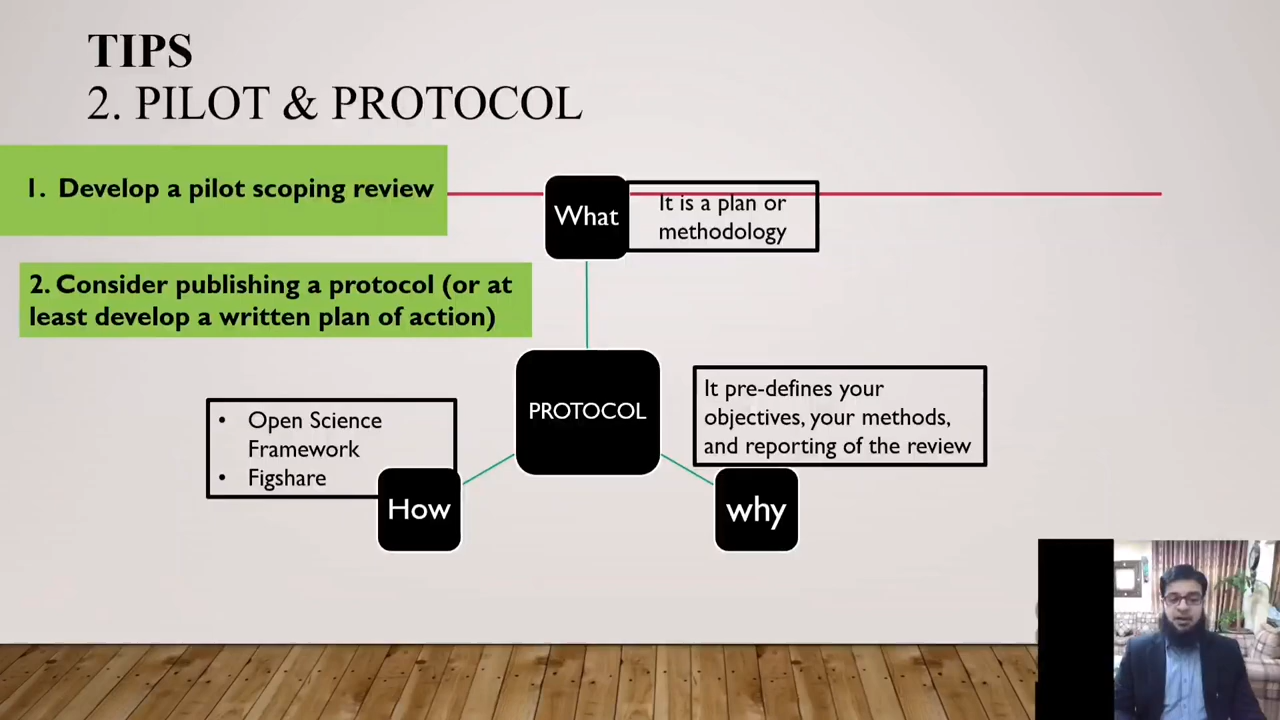 TIPS
2. PILOT & PROTOCOL
1. Develop a pilot scoping review
2. Consider publishing a protocol (or at
least develop a written plan of action)
What
It is a plan or
methodology
PROTOCOL
It pre-defines your
objectives, your methods,
and reporting of the review
why
• Open Science
Framework
• Figshare
How